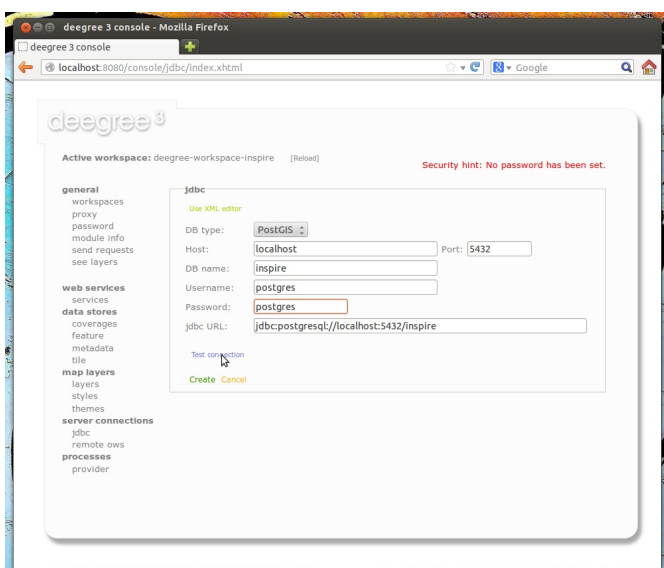 deegree 3 console - Mozilla Firefox
deegree 3 console
localhost:8080/console/jdbc/index.xhtml
Google
deegree 3
Active workspace: deegree-workspace-inspire [Reload]
Security hint: No password has been set.
general
workspaces
proxy
password
module info
send requests
see layers
web services
services
data stores
coverages
feature
metadata
tile
map layers
layers
styles
themes
server connections
jdbc
remote ows
processes
provider
jdbc
Use XML editor
DB type: PostGIS
Host: localhost Port: 5432
DB name: inspire
Username: postgres
Password: postgres
jdbc URL: jdbc:postgresql://localhost:5432/inspire
Test connection
Create Cancel